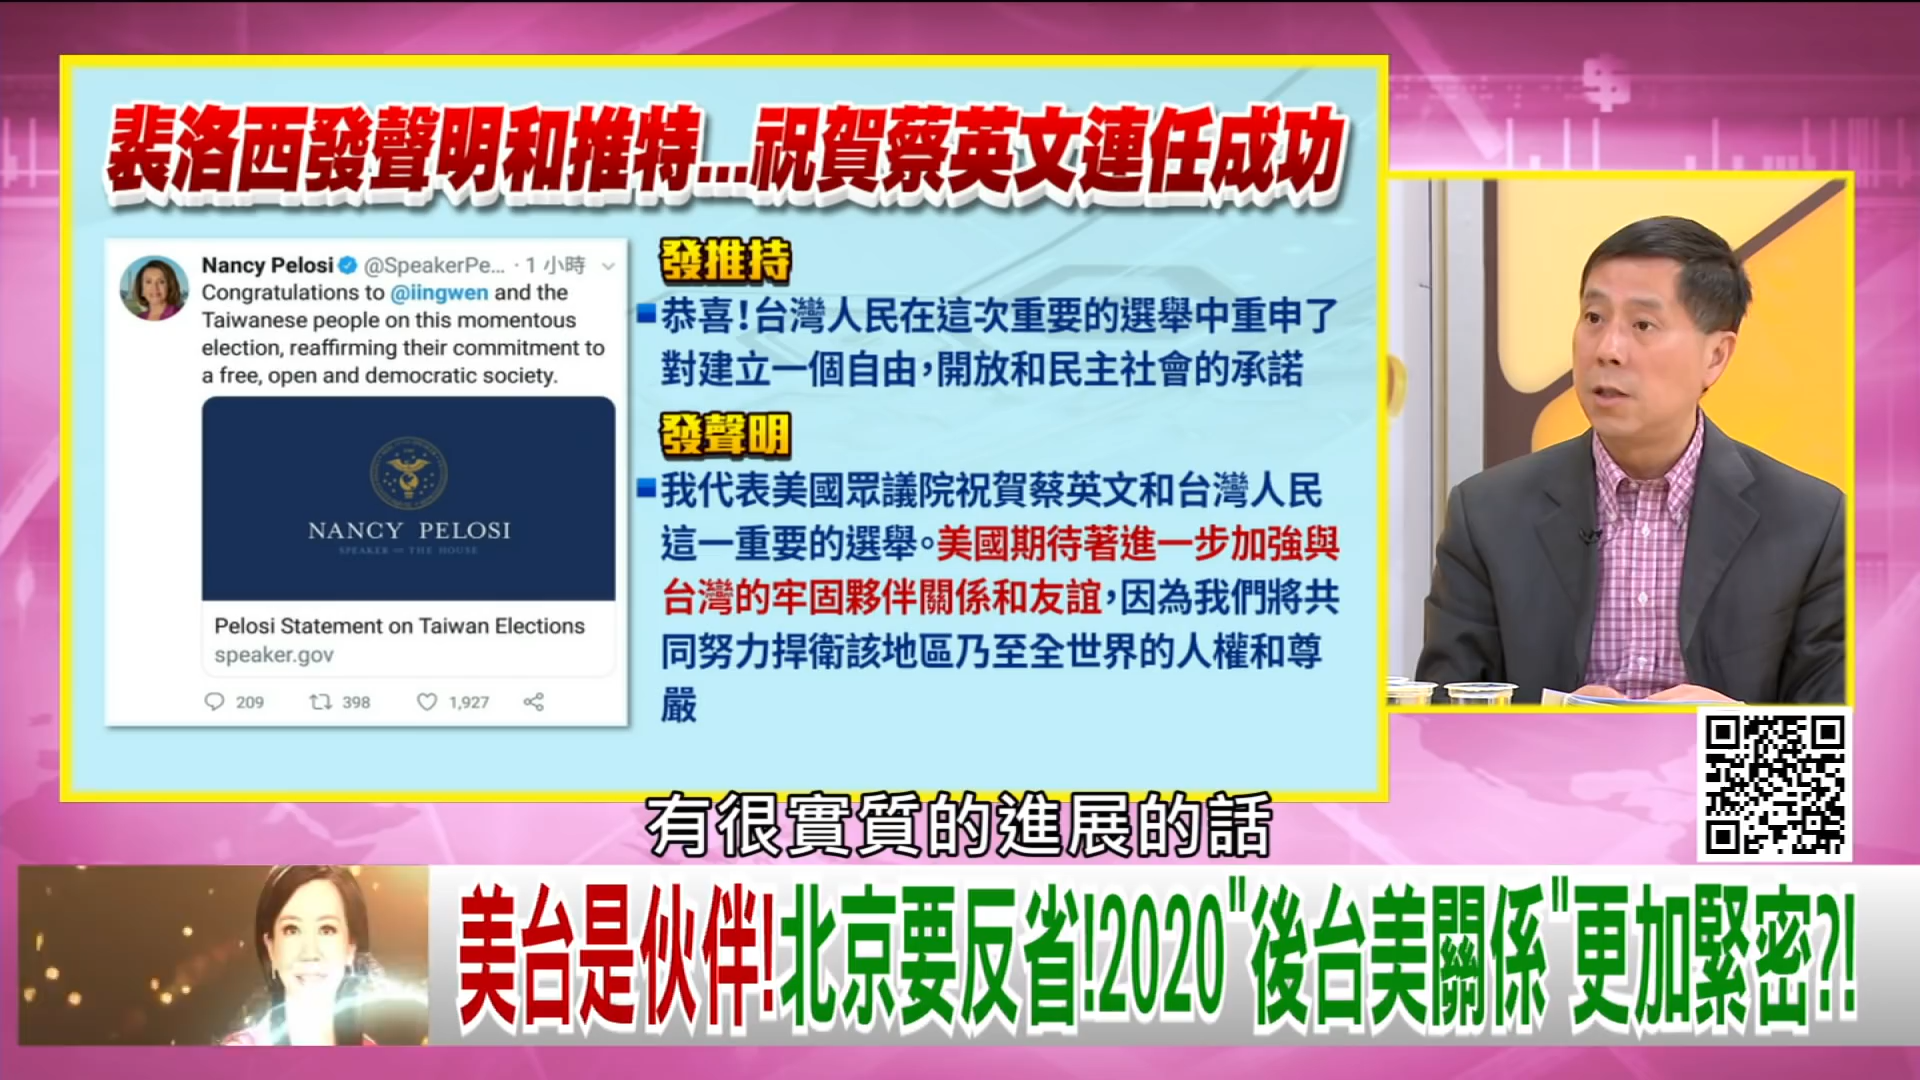 裴洛西發聲明和推特...祝賀蔡英文連任成功
Nancy Pelosi @SpeakerPe... · 1 小時
Congratulations to @iingwen and the
Taiwanese people on this momentous
election, reaffirming their commitment to
a free, open and democratic society.
NANCY PELOSI
SPEAKER OF THE HOUSE
Pelosi Statement on Taiwan Elections
speaker.gov
209 398 1,927
發推持
恭喜!台灣人民在這次重要的選舉中重申了
對建立一個自由,開放和民主社會的承諾
發聲明
我代表美國眾議院祝賀蔡英文和台灣人民
這一重要的選舉。美國期待著進一步加強與
台灣的牢固夥伴關係和友誼,因為我們將共
同努力捍衛該地區乃至全世界的人權和尊
嚴
有很實質的進展的話
美台是伙伴!北京要反省!2020"後台美關係"更加緊密?!